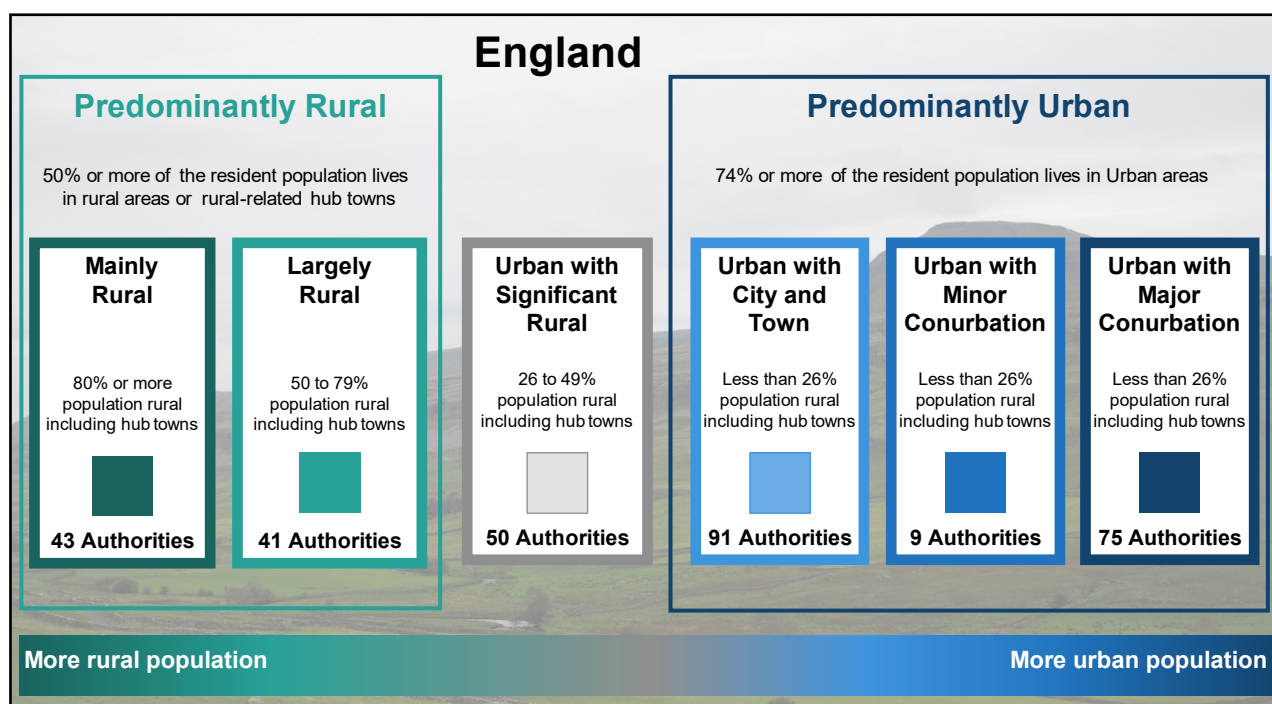 England
Predominantly Rural
50% or more of the resident population lives
in rural areas or rural-related hub towns
Mainly
Rural
80% or more
population rural
including hub towns
43 Authorities
Largely
Rural
50 to 79%
population rural
including hub towns
41 Authorities
Urban with
Significant
Rural
26 to 49%
population rural
including hub towns
50 Authorities
Predominantly Urban
74% or more of the resident population lives in Urban areas
Urban with
City and
Town
Less than 26%
population rural
including hub towns
91 Authorities
Urban with
Minor
Conurbation
Less than 26%
population rural
including hub towns
9 Authorities
Urban with
Major
Conurbation
Less than 26%
population rural
including hub towns
75 Authorities
More rural population
More urban population